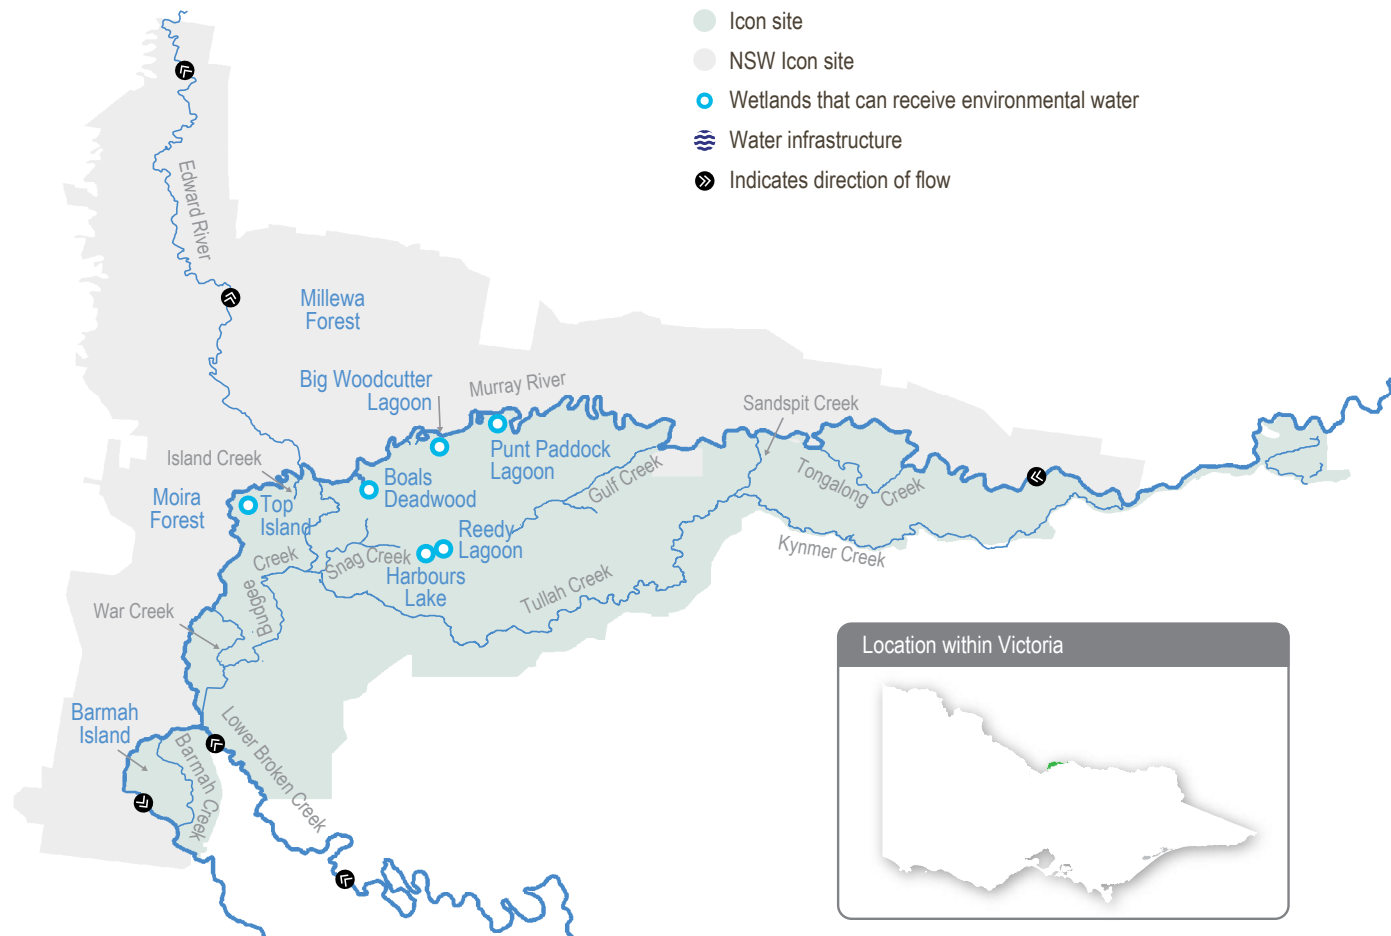 Icon site
NSW Icon site
Wetlands that can receive environmental water
Water infrastructure
Indicates direction of flow
Edward River
Millewa
Forest
Big Woodcutter
Lagoon
Murray River
Sandspit Creek
Island Creek
Punt Paddock
Lagoon
Gulf Creek
Tongalong
Creek
Moira
Forest
Top
Island
Boals
Deadwood
Reedy
Lagoon
Kynmer Creek
Budgee
Creek
Snag Creek
Harbours
Lake
Tullah Creek
War Creek
Barmah
Island
Barmah Creek
Lower Broken Creek
Location within Victoria